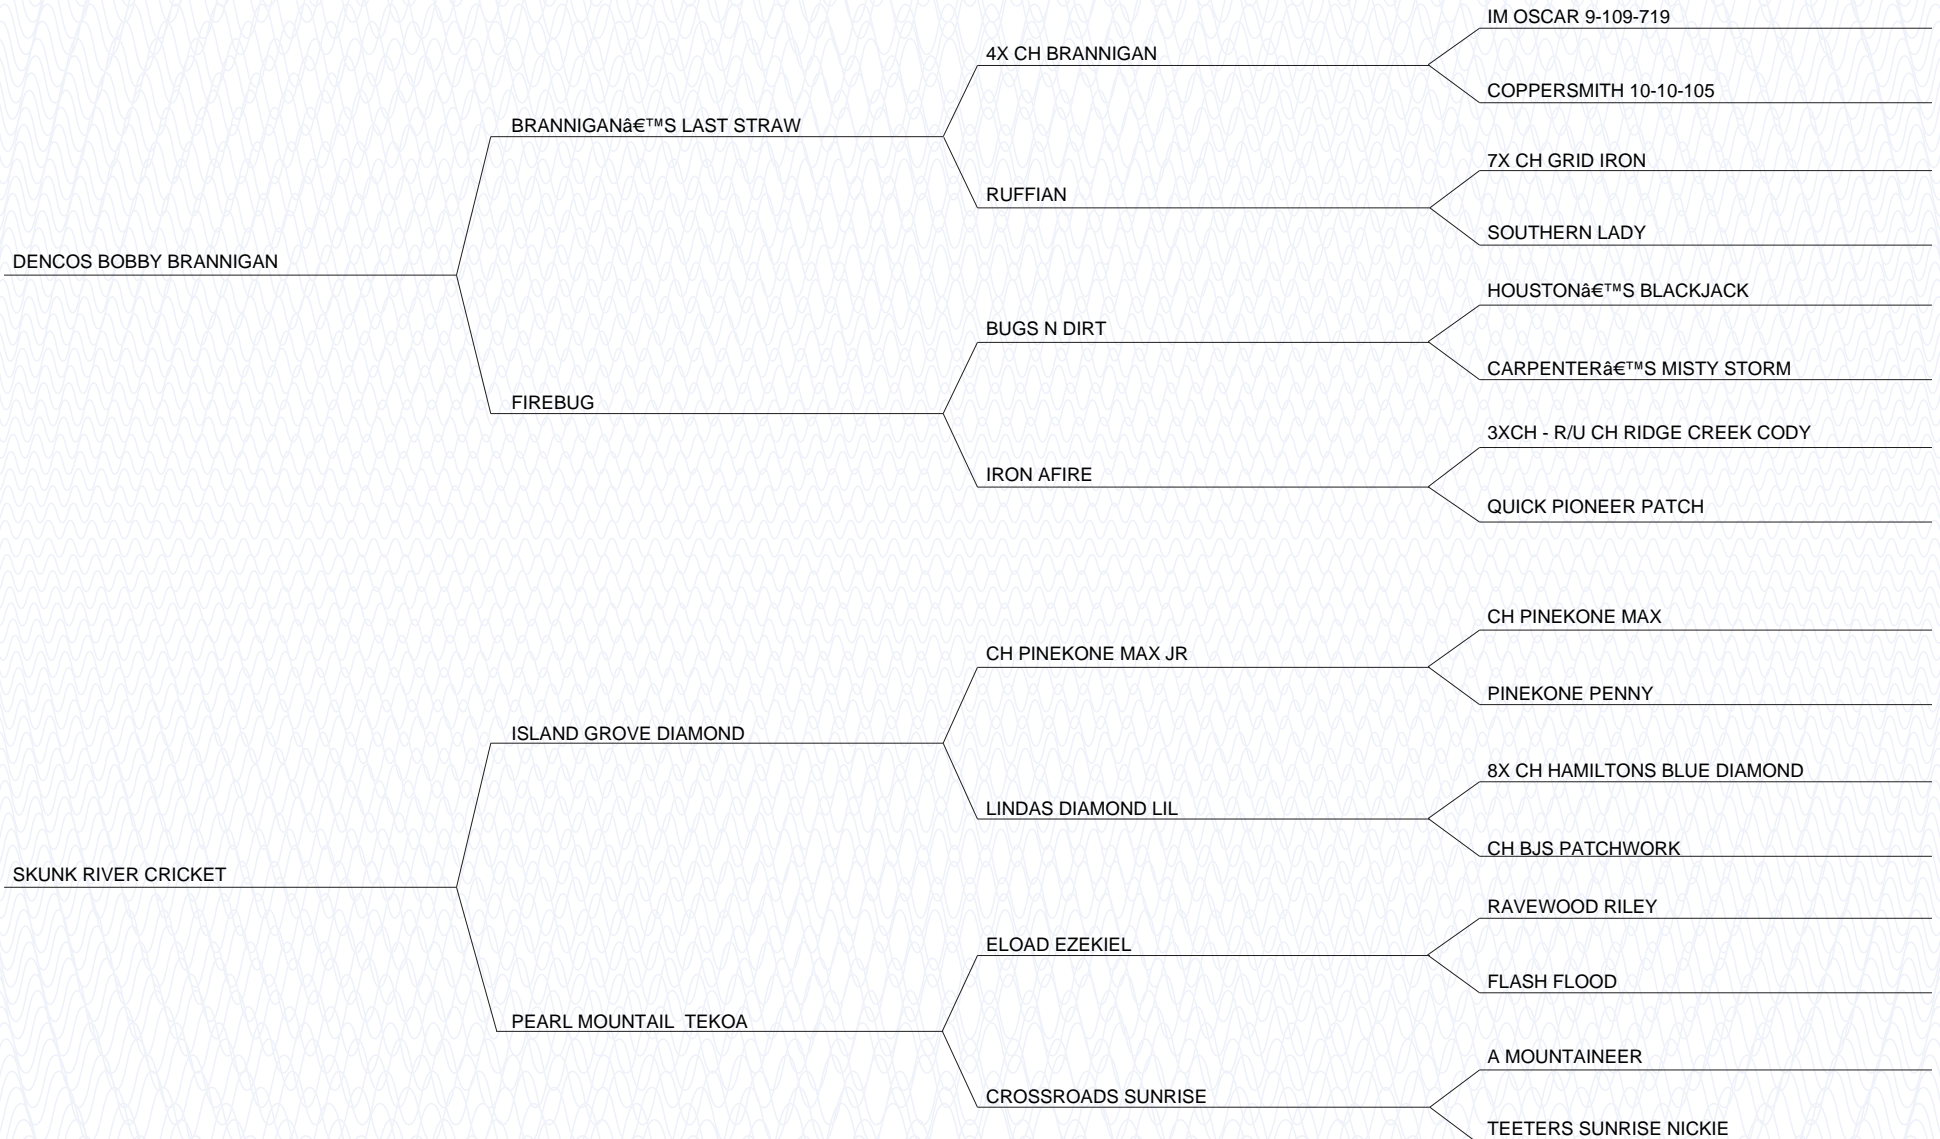 IM OSCAR 9-109-719
4X CH BRANNIGAN
COPPERSMITH 10-10-105
BRANNIGANâ€™S LAST STRAW
7X CH GRID IRON
RUFFIAN
SOUTHERN LADY
DENCOS BOBBY BRANNIGAN
HOUSTONâ€™S BLACKJACK
BUGS N DIRT
CARPENTERâ€™S MISTY STORM
FIREBUG
3XCH - R/U CH RIDGE CREEK CODY
IRON AFIRE
QUICK PIONEER PATCH
CH PINEKONE MAX
CH PINEKONE MAX JR
PINEKONE PENNY
ISLAND GROVE DIAMOND
8X CH HAMILTONS BLUE DIAMOND
LINDAS DIAMOND LIL
CH BJS PATCHWORK
SKUNK RIVER CRICKET
RAVEWOOD RILEY
ELOAD EZEKIEL
FLASH FLOOD
PEARL MOUNTAIL  TEKOA
A MOUNTAINEER
CROSSROADS SUNRISE
TEETERS SUNRISE NICKIE